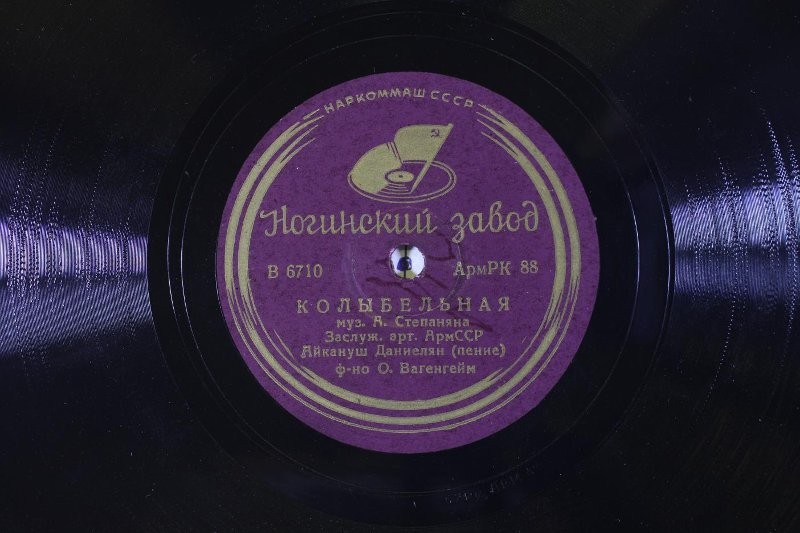 НАРКОММАШ СССР
Ногинский завод
В 6710 АрмРК 88
КОЛЫБЕЛЬНАЯ
муз. А. Степаняна
Заслуж. арт. АрмССР
Айкануш Даниелян (пение)
ф-но О. Вагенгейм